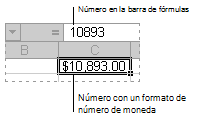 Número en la barra de fórmulas
= 10893
B C
$10,893.00
Número con un formato de
número de moneda